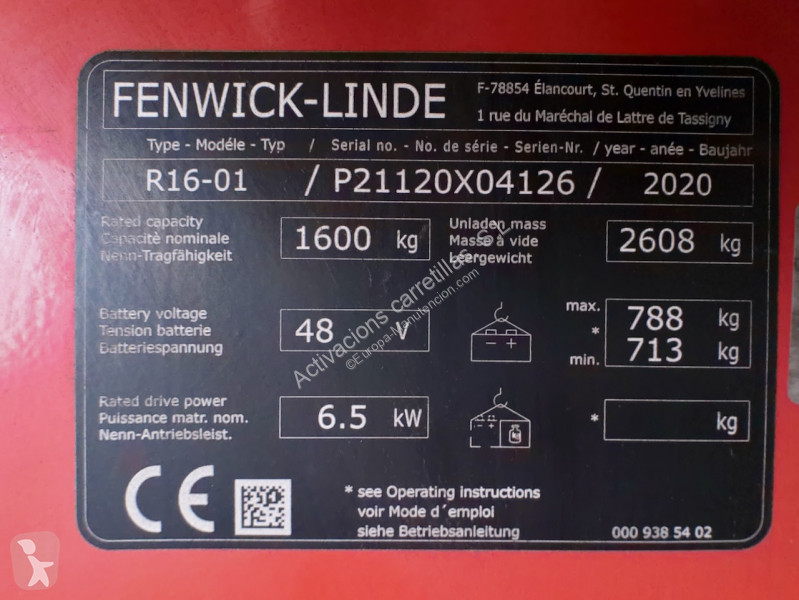 FENWICK-LINDE
F-78854 Élancourt, St. Quentin en Yvelines
1 rue du Maréchal de Lattre de Tassigny
Type - Modéle - Typ / Serial no. - No. de série - Serien-Nr. / year - anée - Baujahr
R16-01 / P21120X04126 / 2020
Rated capacity
Capacitè nominale
Nenn-Tragfähigkeit
1600 kg
Unladen mass
Massa à vide
Leergewicht
2608 kg
Battery voltage
Tension batterie
Batteriespannung
48 V
- +
max. 788 kg
*
min. 713 kg
Rated drive power
Puissance matr. nom.
Nenn-Antriebsleist.
6.5 kW
* kg
CE
* see Operating instructions
voir Mode d´emploi
siehe Betriebsanleitung
000 938 54 02
Activacions carretillas S.L
©Europa-Manutencion.com